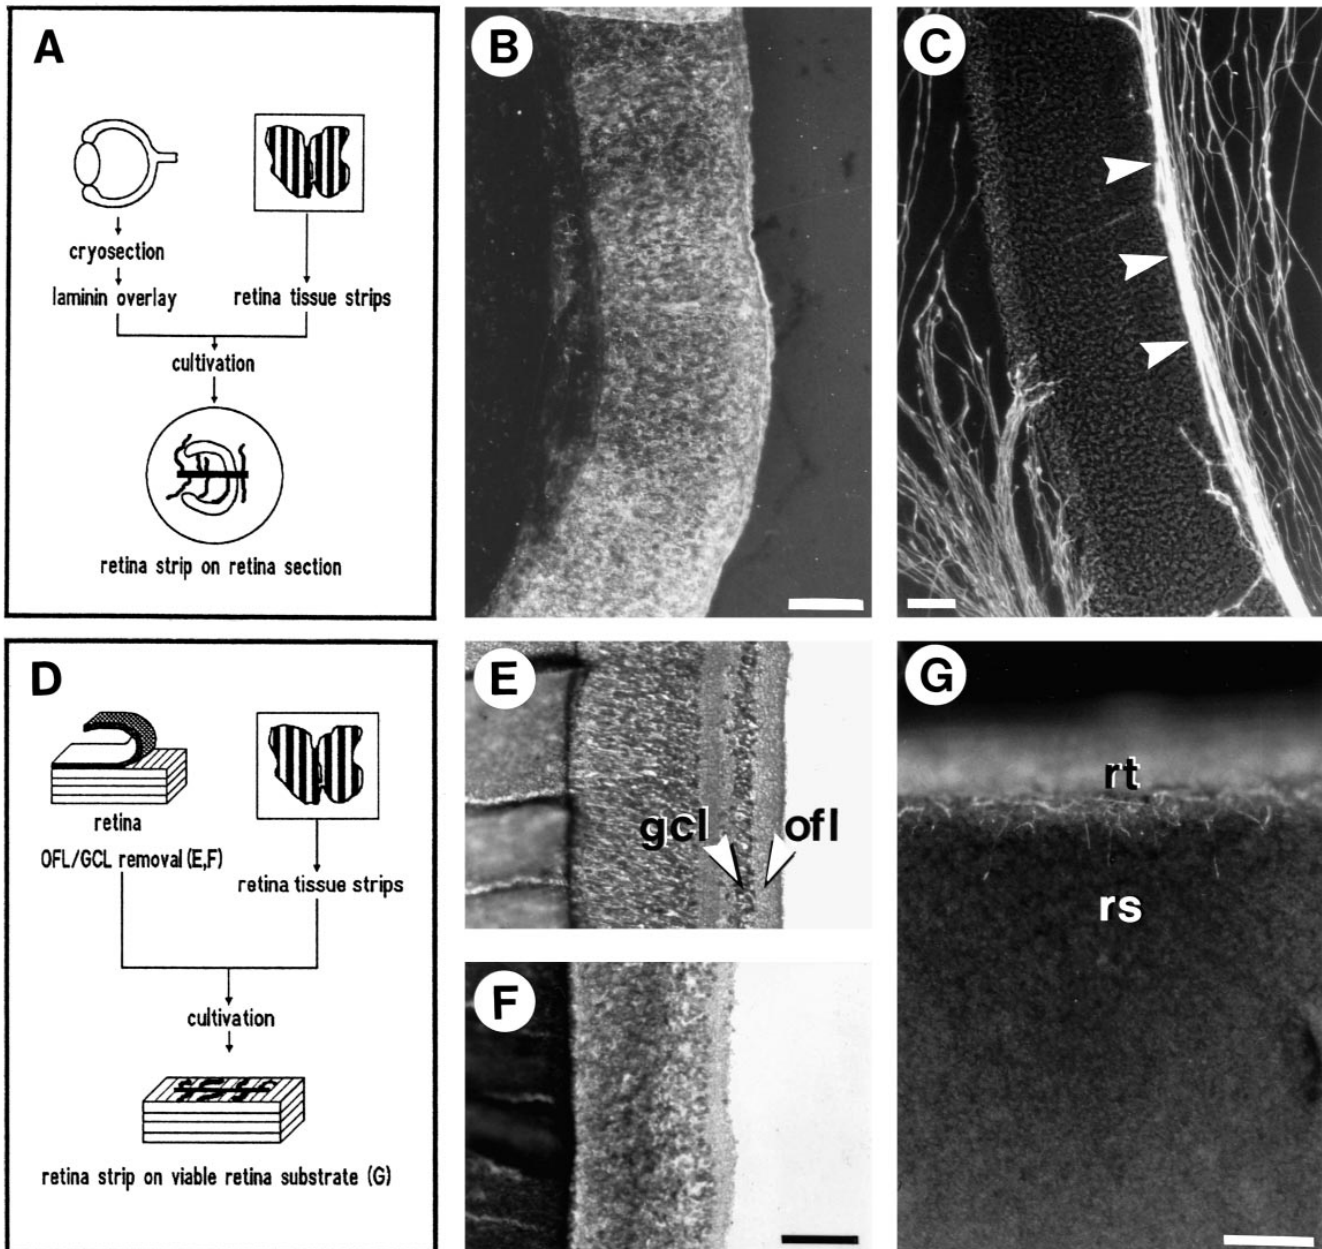 A
cryosection
laminin overlay
retina tissue strips
cultivation
retina strip on retina section
B
C
D
retina
OFL/GCL removal (E,F)
retina tissue strips
cultivation
retina strip on viable retina substrate (G)
E
gcl
ofl
F
G
rt
rs